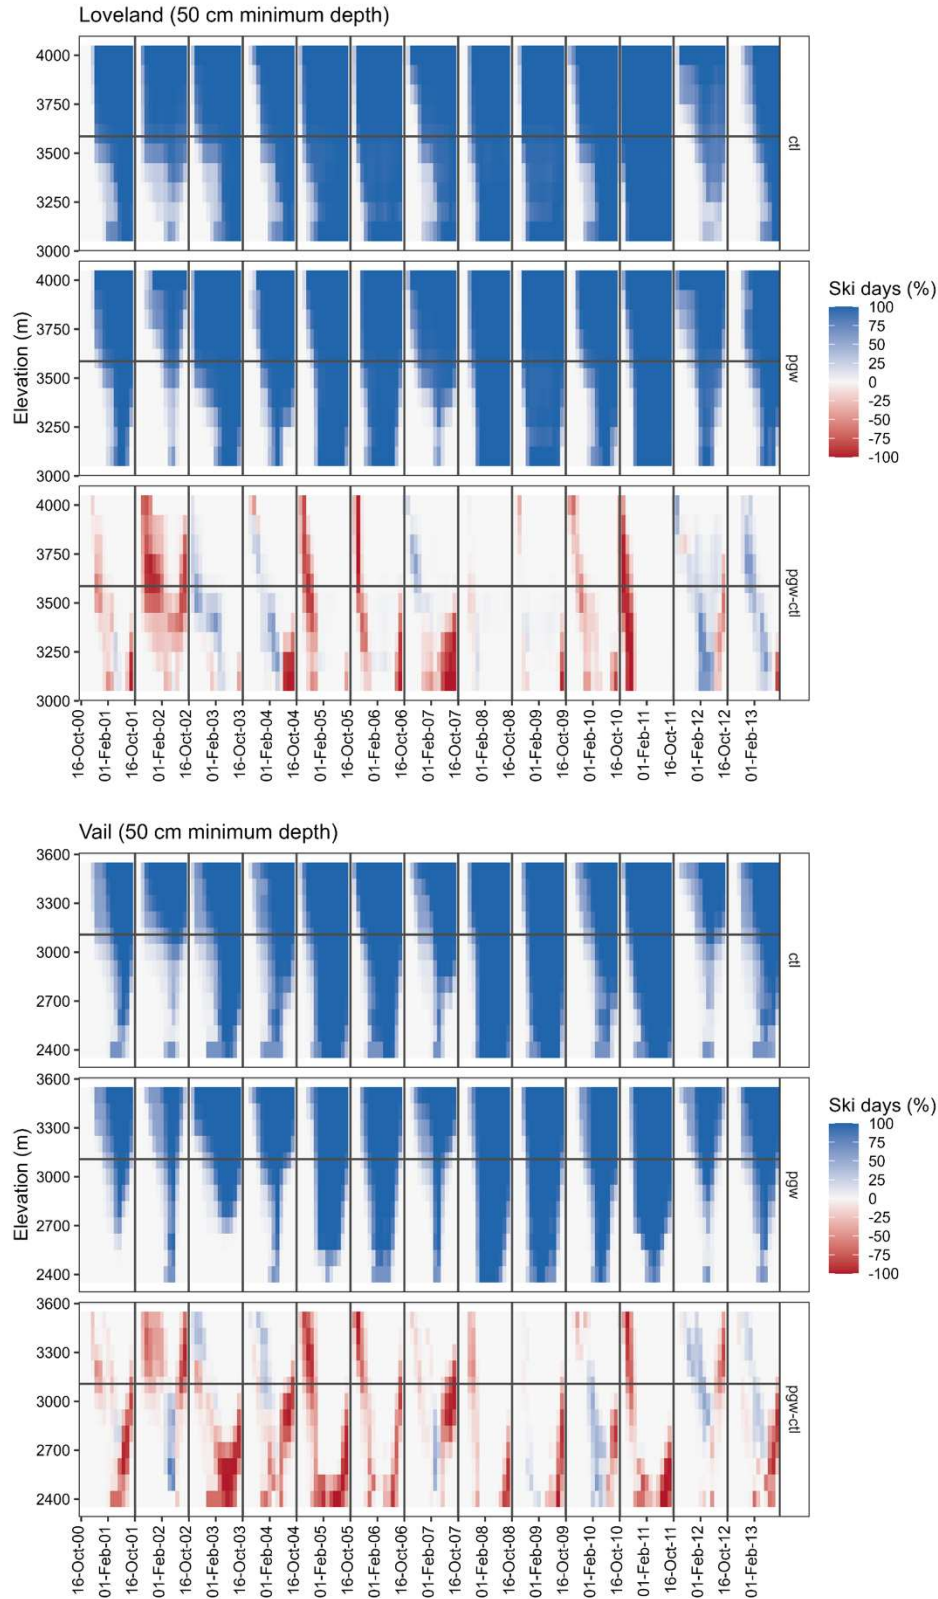 Loveland (50 cm minimum depth)
4000
3750
3500
3250
3000
ctl
4000
3750
3500
3250
3000
pgw
4000
3750
3500
3250
3000
pgw-ctl
Elevation (m)
Ski days (%)
100
75
50
25
0
-25
-50
-75
-100
16-Oct-00
01-Feb-01
16-Oct-01
01-Feb-02
16-Oct-02
01-Feb-03
16-Oct-03
01-Feb-04
16-Oct-04
01-Feb-05
16-Oct-05
01-Feb-06
16-Oct-06
01-Feb-07
16-Oct-07
01-Feb-08
16-Oct-08
01-Feb-09
16-Oct-09
01-Feb-10
16-Oct-10
01-Feb-11
16-Oct-11
01-Feb-12
16-Oct-12
01-Feb-13
Vail (50 cm minimum depth)
3600
3300
3000
2700
2400
ctl
3600
3300
3000
2700
2400
pgw
3600
3300
3000
2700
2400
pgw-ctl
Elevation (m)
Ski days (%)
100
75
50
25
0
-25
-50
-75
-100
16-Oct-00
01-Feb-01
16-Oct-01
01-Feb-02
16-Oct-02
01-Feb-03
16-Oct-03
01-Feb-04
16-Oct-04
01-Feb-05
16-Oct-05
01-Feb-06
16-Oct-06
01-Feb-07
16-Oct-07
01-Feb-08
16-Oct-08
01-Feb-09
16-Oct-09
01-Feb-10
16-Oct-10
01-Feb-11
16-Oct-11
01-Feb-12
16-Oct-12
01-Feb-13